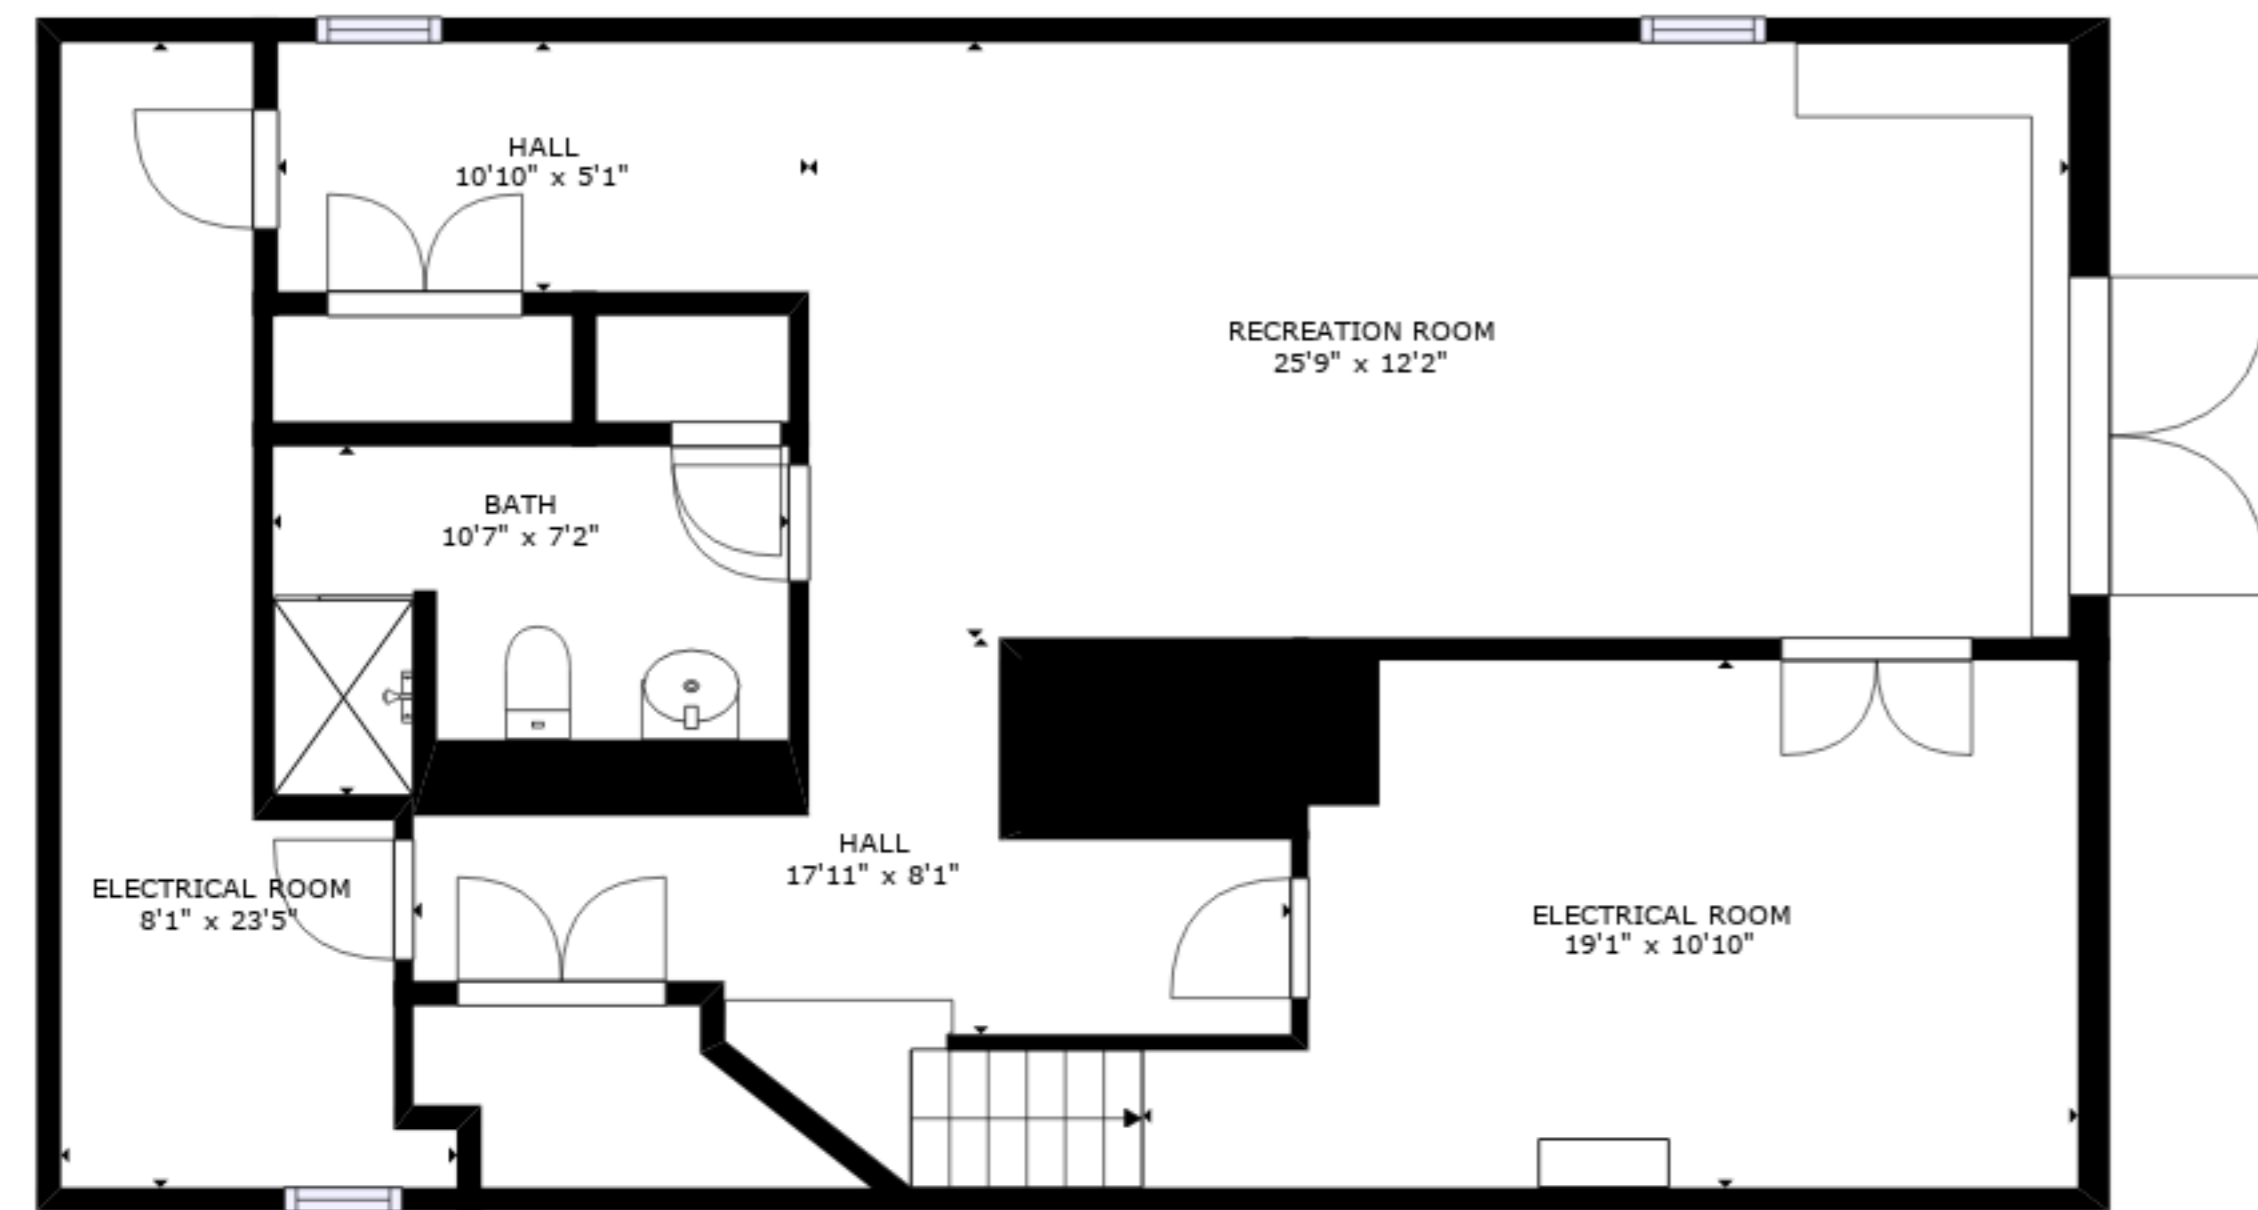 HALL
10'10" x 5'1"
RECREATION ROOM
25'9" x 12'2"
BATH
10'7" x 7'2"
HALL
17'11" x 8'1"
ELECTRICAL ROOM
8'1" x 23'5"
ELECTRICAL ROOM
19'1" x 10'10"